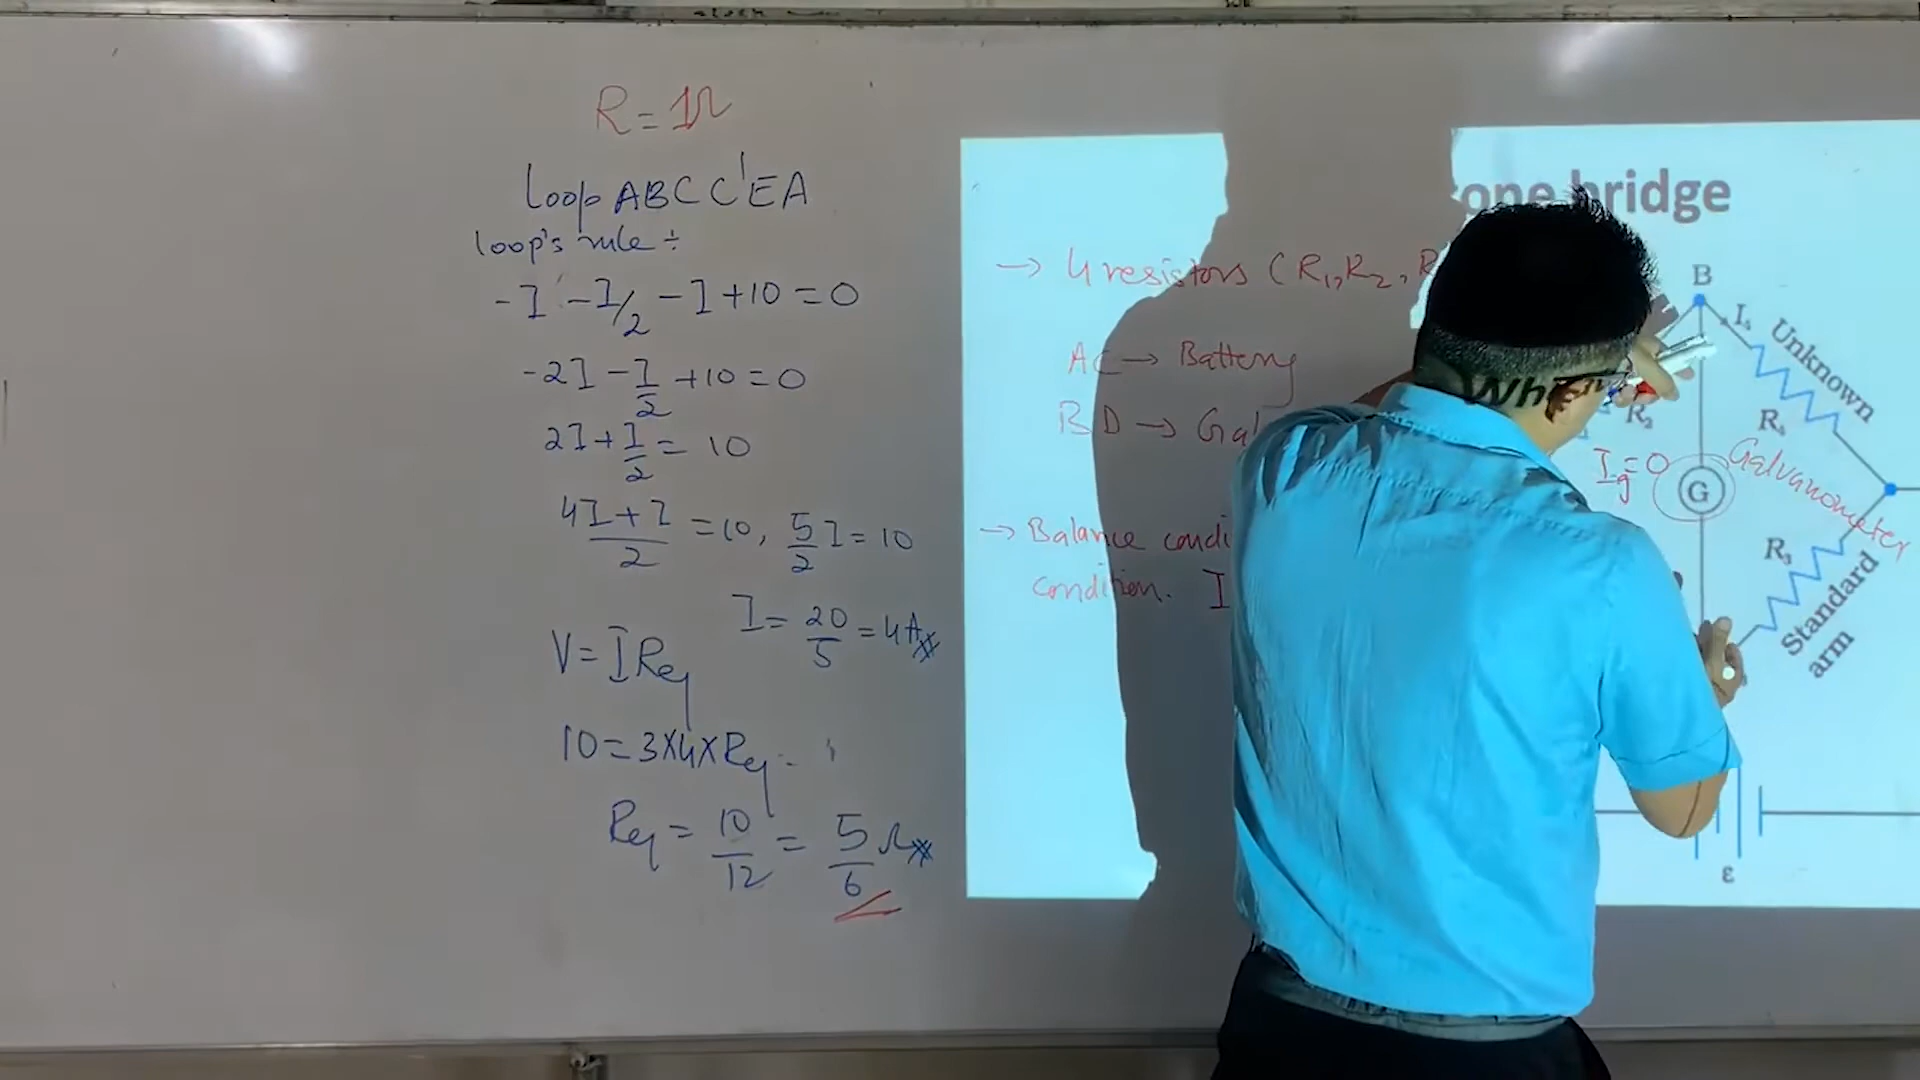 R = 1Ω
Loop ABCC'EA
loop's rule ÷
-I -I/2 -I +10 = 0
-2I - I/2 +10 = 0
2I + I/2 = 10
4I + I/2 = 10, 5/2 I = 10
I = 20/5 = 4A
V = I Req
10 = 3×4×Req
Req = 10/12 = 5/6 Ω
bridge
→ 4 resistors (R1, R2, R
AC → Battery
BD → Gal
→ Balance condi
condition. I
B
I4
Unknown
R4
R2
Ig = 0
G
Galvanometer
R3
Standard
arm
ε